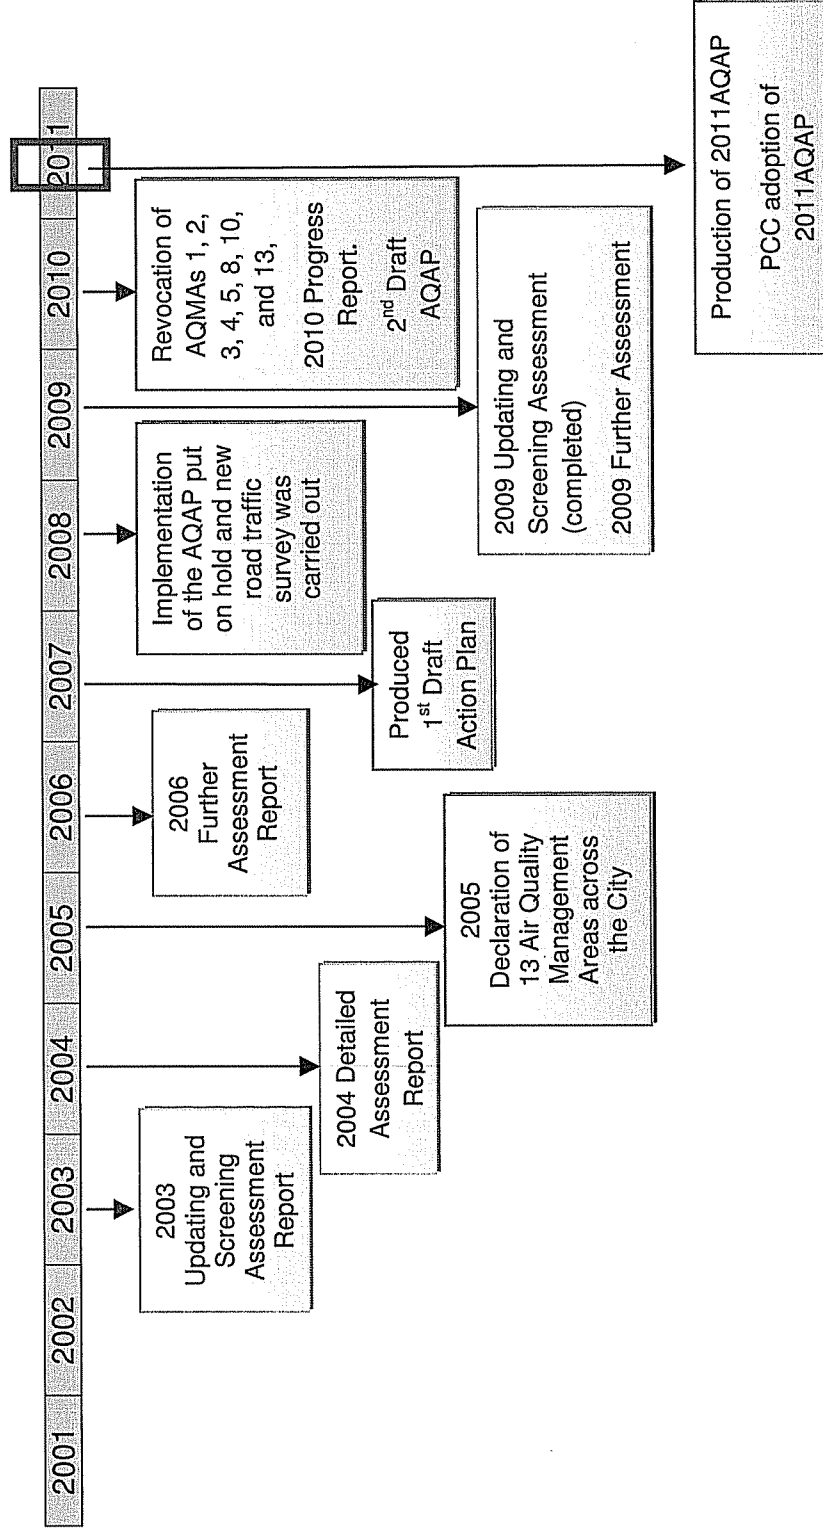 2001 2002 2003 2004 2005 2006 2007 2008 2009 2010 2011
2003
Updating and
Screening
Assessment
Report
2004 Detailed
Assessment
Report
2005
Declaration of
13 Air Quality
Management
Areas across
the City
2006
Further
Assessment
Report
Produced
1st Draft
Action Plan
Implementation
of the AQAP put
on hold and new
road traffic
survey was
carried out
2009 Updating and
Screening Assessment
(completed)
2009 Further Assessment
Revocation of
AQMAs 1, 2,
3, 4, 5, 8, 10,
and 13,
2010 Progress
Report.
2nd Draft
AQAP
Production of 2011AQAP
PCC adoption of
2011AQAP